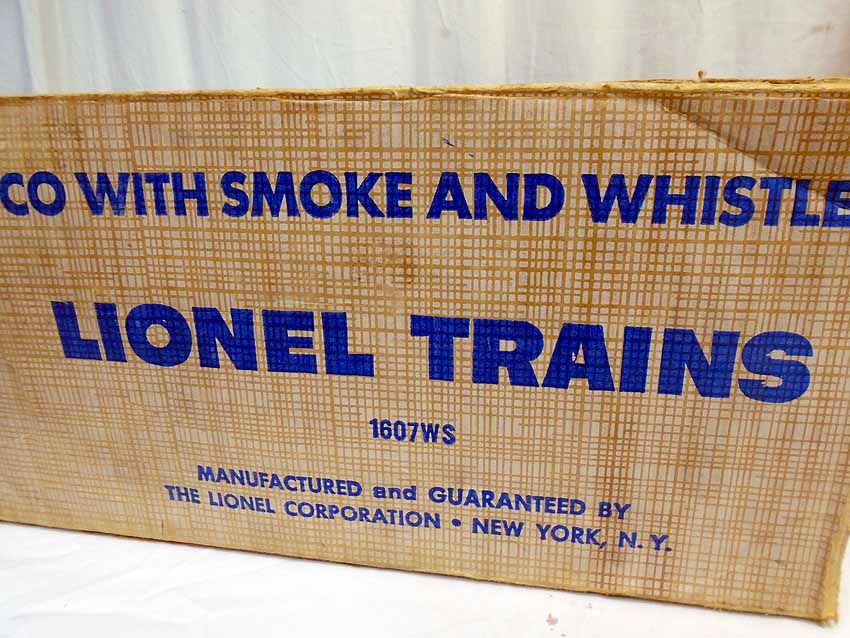 CO WITH SMOKE AND WHISTLE
LIONEL TRAINS
1607WS
MANUFACTURED and GUARANTEED BY
THE LIONEL CORPORATION • NEW YORK, N. Y.